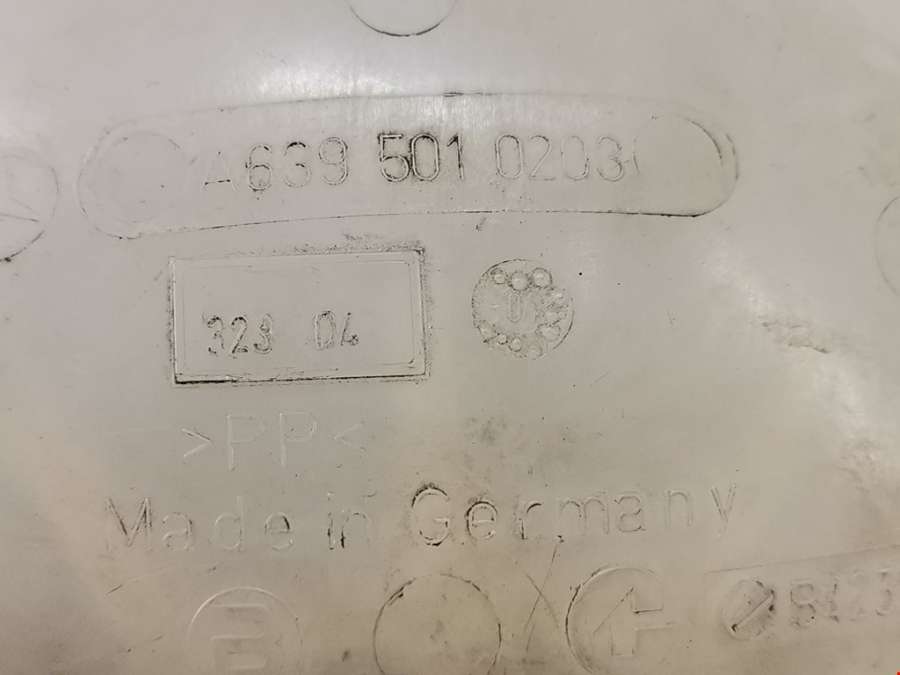 A639 501 0203
323 04
>PP<
Made in Germany